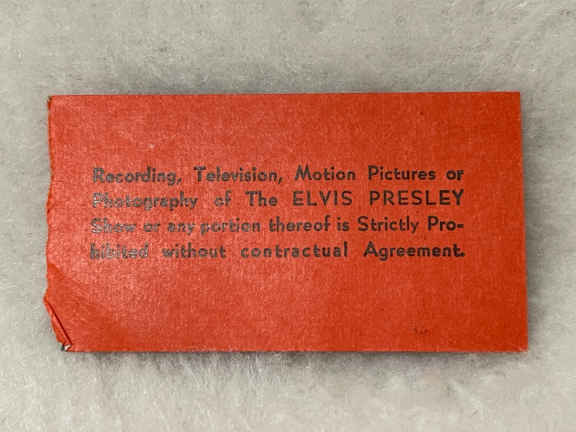 Recording, Television, Motion Pictures or
Photography of The ELVIS PRESLEY
Show or any portion thereof is Strictly Pro-
hibited without contractual Agreement.